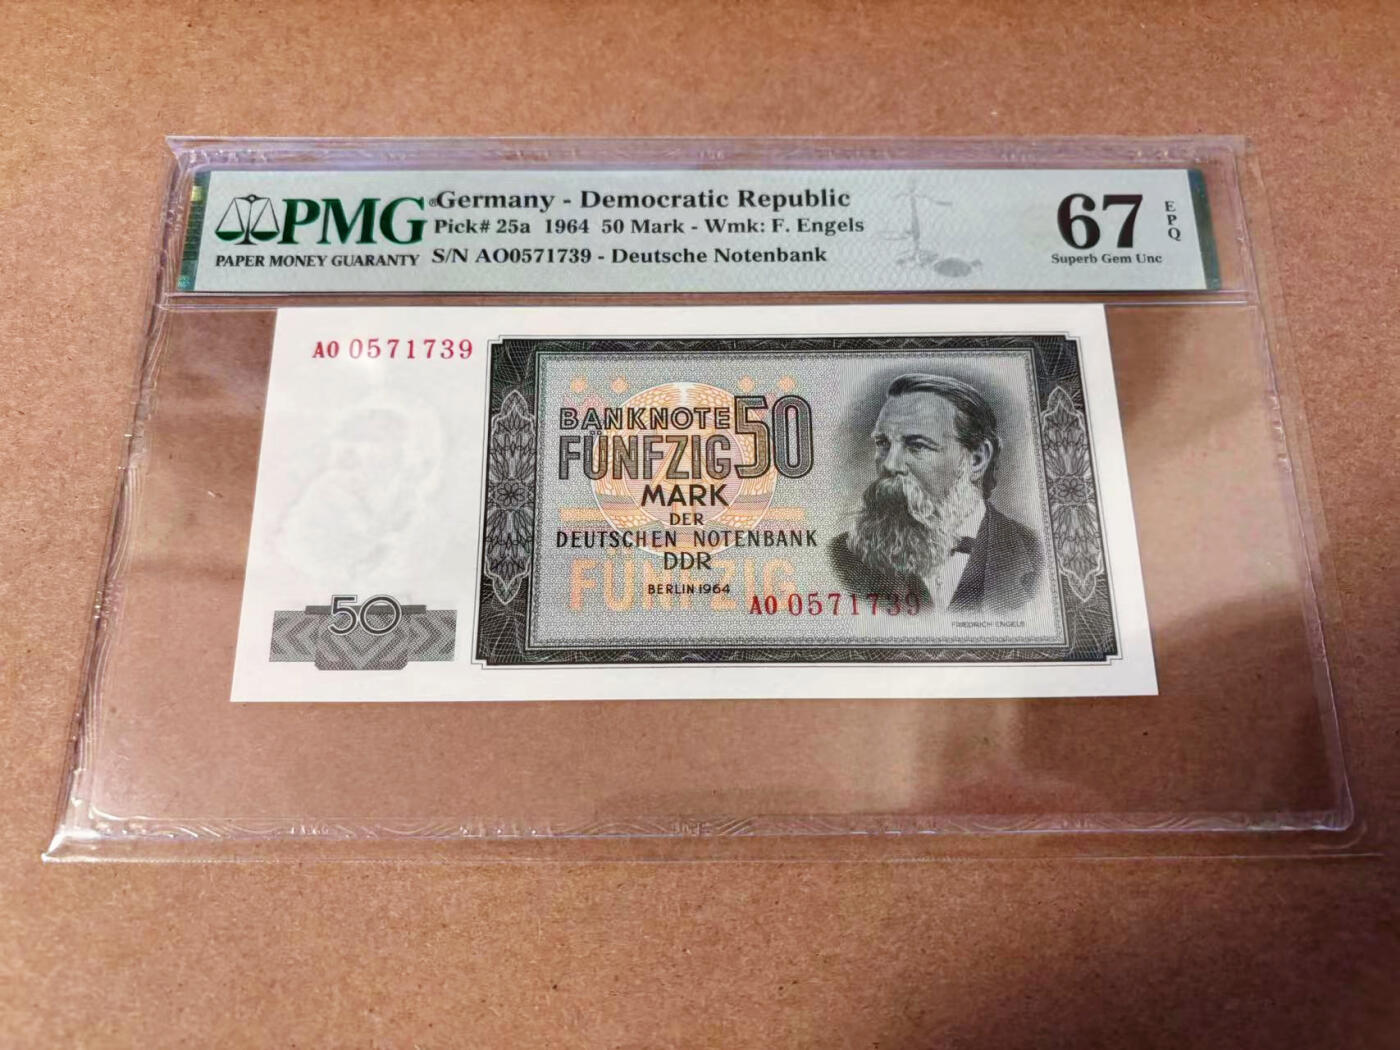 PMG
PAPER MONEY GUARANTY
Germany - Democratic Republic
Pick# 25a 1964 50 Mark - Wmk: F. Engels
S/N AO0571739 - Deutsche Notenbank
67
EPQ
Superb Gem Unc
AO 0571739
BANKNOTE 50
FÜNFZIG
MARK
DER
DEUTSCHEN NOTENBANK
DDR
BERLIN 1964
FÜNFZIG
AO 0571739
FRIEDRICH ENGELS
50